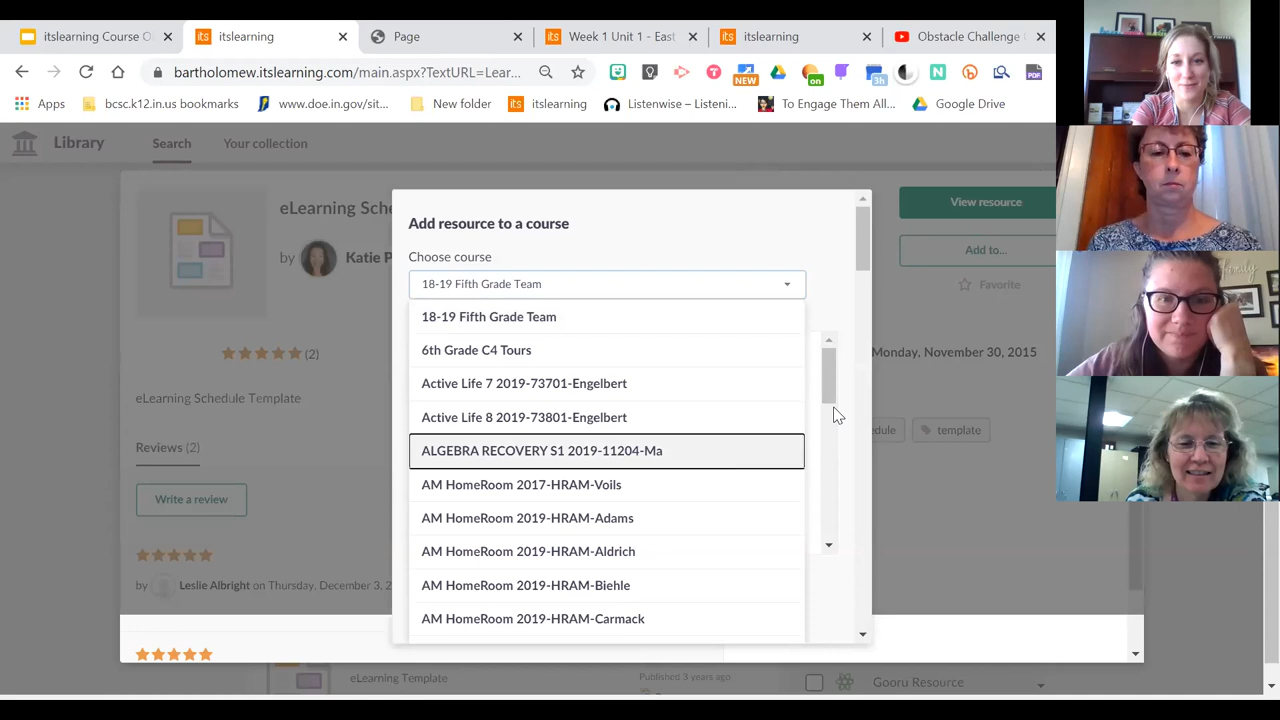 itslearning Course O
itslearning
Page
Week 1 Unit 1 - East
itslearning
Obstacle Challenge
bartholomew.itslearning.com/main.aspx?TextURL=Lear...
NEW
on
3h
N
PDF
Apps
bcsc.k12.in.us bookmarks
www.doe.in.gov/sit...
New folder
its
itslearning
Listenwise – Listeni...
To Engage Them All...
Google Drive
Library
Search
Your collection
eLearning Sche
by
Katie P
View resource
Add to...
Favorite
(2)
Monday, November 30, 2015
eLearning Schedule Template
edule
template
Reviews (2)
Write a review
by
Leslie Albright on Thursday, December 3, 2
Add resource to a course
Choose course
18-19 Fifth Grade Team
18-19 Fifth Grade Team
6th Grade C4 Tours
Active Life 7 2019-73701-Engelbert
Active Life 8 2019-73801-Engelbert
ALGEBRA RECOVERY S1 2019-11204-Ma
AM HomeRoom 2017-HRAM-Voils
AM HomeRoom 2019-HRAM-Adams
AM HomeRoom 2019-HRAM-Aldrich
AM HomeRoom 2019-HRAM-Biehle
AM HomeRoom 2019-HRAM-Carmack
eLearning Template
Published 3 years ago
Gooru Resource